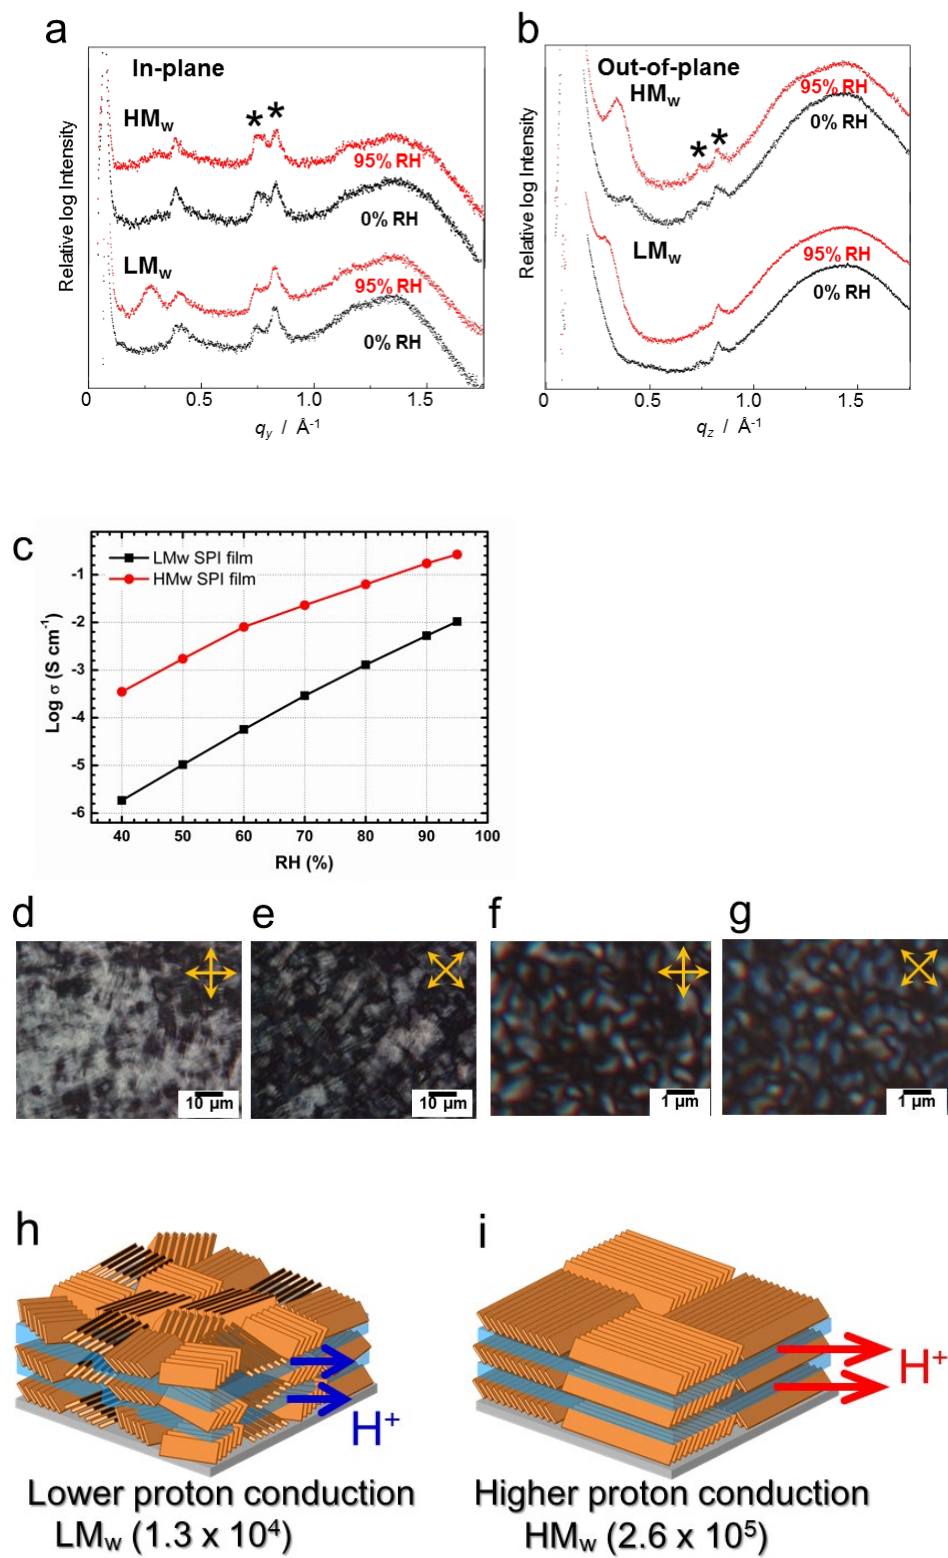 a
b
In-plane
HMw
* *
95% RH
0% RH
LMw
95% RH
0% RH
Relative log Intensity
0 0.5 1.0 1.5
qy / Å-1
Out-of-plane
HMw
95% RH
0% RH
* *
LMw
95% RH
0% RH
Relative log Intensity
0 0.5 1.0 1.5
qz / Å-1
c
LMw SPI film
HMw SPI film
-1
-2
-3
-4
-5
-6
Log σ (S cm-1)
40 50 60 70 80 90 100
RH (%)
d
e
f
g
10 µm
10 µm
1 µm
1 µm
h
i
H+
H+
Lower proton conduction
LMw (1.3 x 10⁴)
Higher proton conduction
HMw (2.6 x 10⁵)